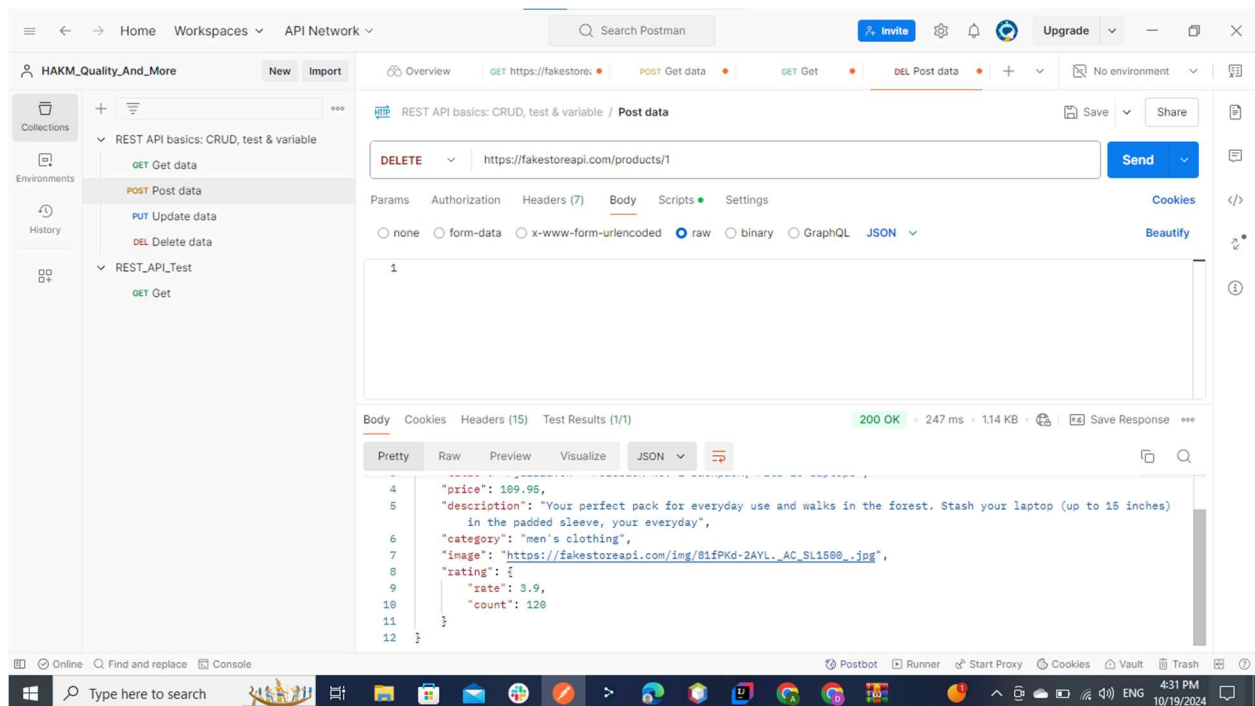 Home Workspaces API Network Search Postman Invite Upgrade
HAKM_Quality_And_More New Import Overview GET https://fakestore POST Get data GET Get DEL Post data No environment
Collections
Environments
History
REST API basics: CRUD, test & variable
GET Get data
POST Post data
PUT Update data
DEL Delete data
REST_API_Test
GET Get
HTTP REST API basics: CRUD, test & variable / Post data Save Share
DELETE https://fakestoreapi.com/products/1 Send
Params Authorization Headers (7) Body Scripts Settings Cookies
none form-data x-www-form-urlencoded raw binary GraphQL JSON Beautify
1
Body Cookies Headers (15) Test Results (1/1) 200 OK 247 ms 1.14 KB e.g. Save Response
Pretty Raw Preview Visualize JSON
4 "price": 109.95,
5 "description": "Your perfect pack for everyday use and walks in the forest. Stash your laptop (up to 15 inches)
in the padded sleeve, your everyday",
6 "category": "men's clothing",
7 "image": "https://fakestoreapi.com/img/81fPKd-2AYL._AC_SL1500_.jpg",
8 "rating": {
9 "rate": 3.9,
10 "count": 120
11 }
12 }
Online Find and replace Console Postbot Runner Start Proxy Cookies Vault Trash
Type here to search ENG 4:31 PM
10/19/2024